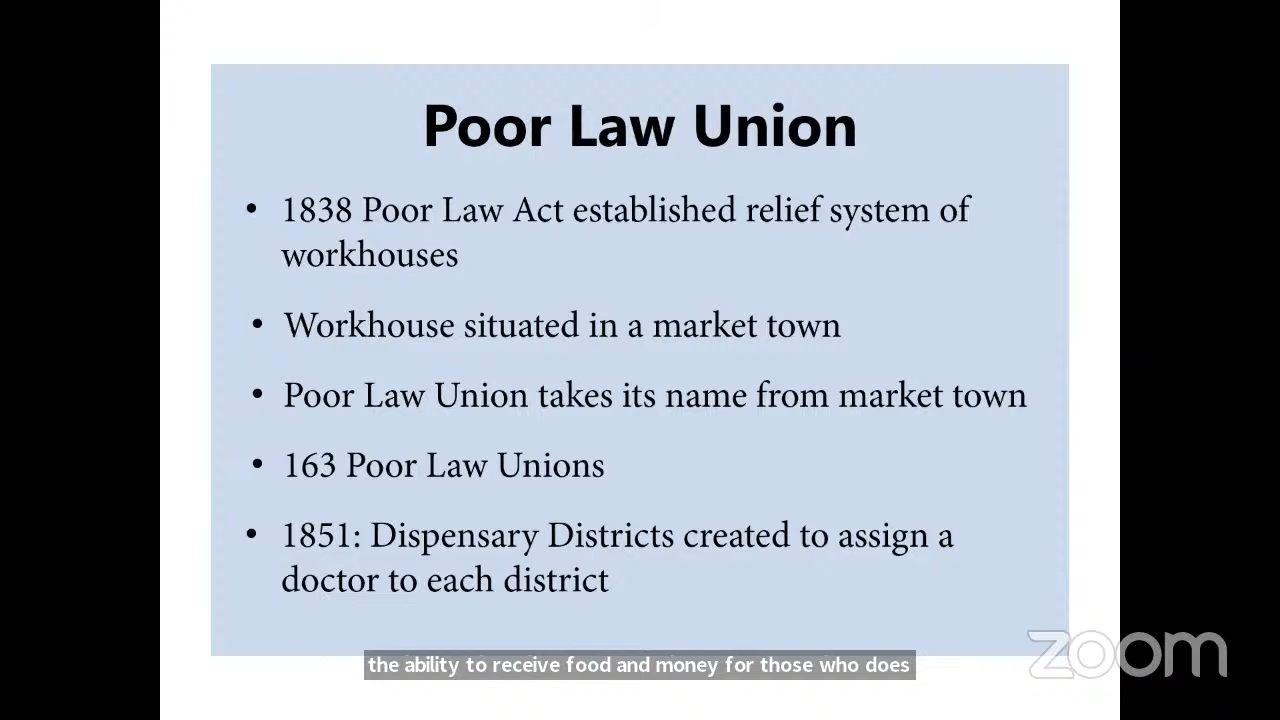 Poor Law Union
• 1838 Poor Law Act established relief system of
workhouses
• Workhouse situated in a market town
• Poor Law Union takes its name from market town
• 163 Poor Law Unions
• 1851: Dispensary Districts created to assign a
doctor to each district
zoom
the ability to receive food and money for those who does